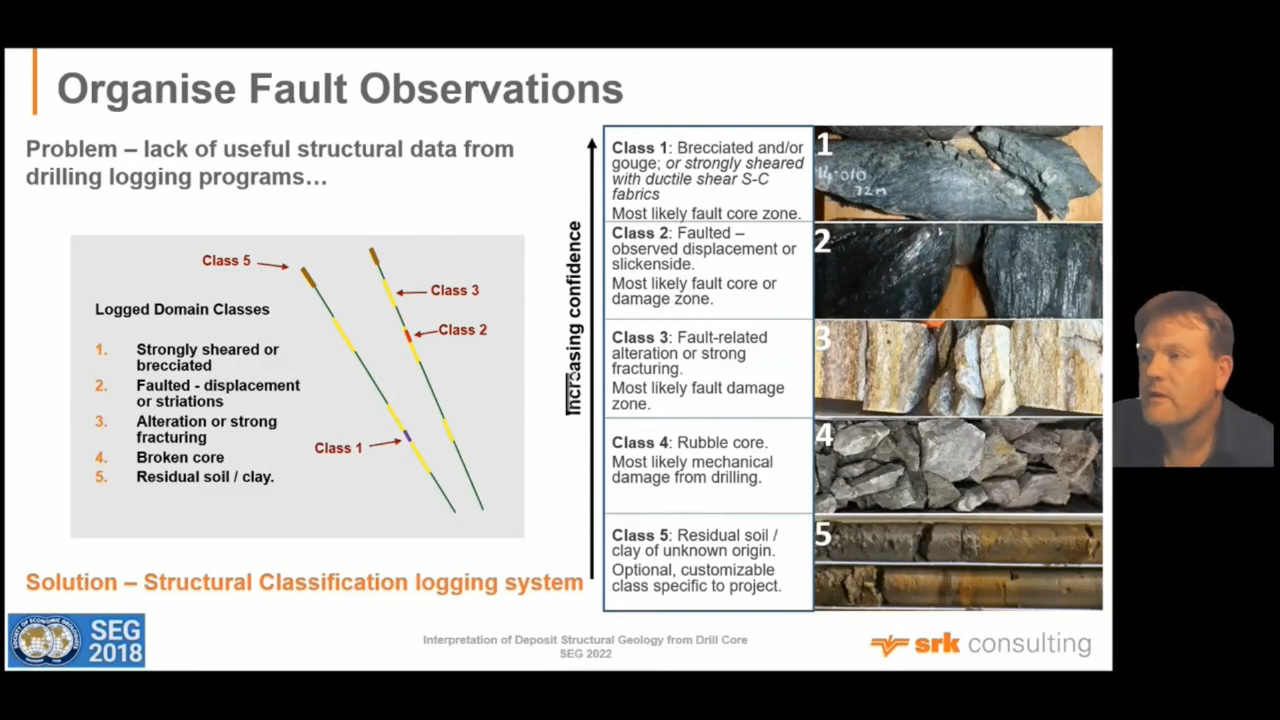 Organise Fault Observations
Problem – lack of useful structural data from
drilling logging programs…
Class 5
Class 3
Class 2
Class 1
Logged Domain Classes
1. Strongly sheared or
brecciated
2. Faulted - displacement
or striations
3. Alteration or strong
fracturing
4. Broken core
5. Residual soil / clay.
Solution – Structural Classification logging system
Increasing confidence
Class 1: Brecciated and/or
gouge; or strongly sheared
with ductile shear S-C
fabrics
Most likely fault core zone.
Class 2: Faulted –
observed displacement or
slickenside.
Most likely fault core or
damage zone.
Class 3: Fault-related
alteration or strong
fracturing.
Most likely fault damage
zone.
Class 4: Rubble core.
Most likely mechanical
damage from drilling.
Class 5: Residual soil /
clay of unknown origin.
Optional, customizable
class specific to project.
1
14-010
72m
2
3
4
5
SEG
2018
Interpretation of Deposit Structural Geology from Drill Core
SEG 2022
srk consulting